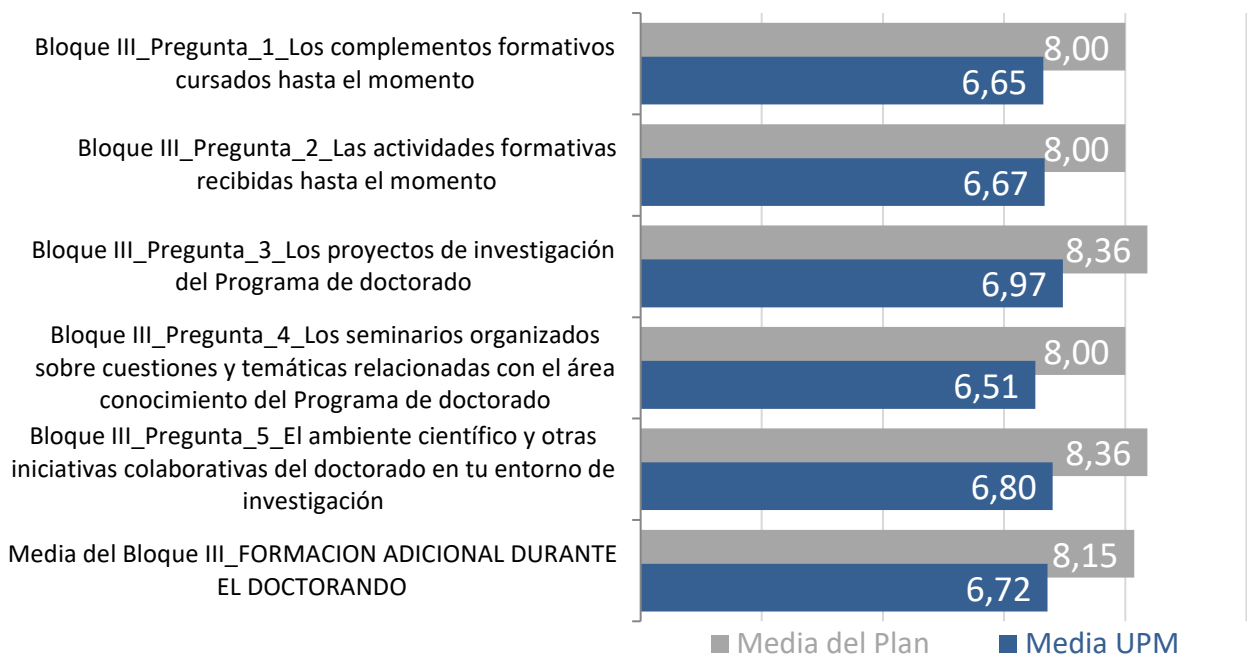 Bloque III_Pregunta_1_Los complementos formativos
cursados hasta el momento
8,00
6,65
Bloque III_Pregunta_2_Las actividades formativas
recibidas hasta el momento
8,00
6,67
Bloque III_Pregunta_3_Los proyectos de investigación
del Programa de doctorado
8,36
6,97
Bloque III_Pregunta_4_Los seminarios organizados
sobre cuestiones y temáticas relacionadas con el área
conocimiento del Programa de doctorado
8,00
6,51
Bloque III_Pregunta_5_El ambiente científico y otras
iniciativas colaborativas del doctorado en tu entorno de
investigación
8,36
6,80
Media del Bloque III_FORMACION ADICIONAL DURANTE
EL DOCTORANDO
8,15
6,72
Media del Plan
Media UPM